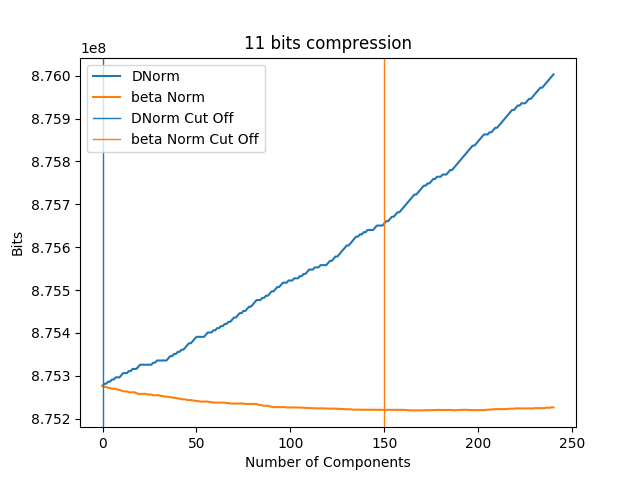 11 bits compression
1e8
DNorm
beta Norm
DNorm Cut Off
beta Norm Cut Off
8.760
8.759
8.758
8.757
8.756
8.755
8.754
8.753
8.752
Bits
0 50 100 150 200 250
Number of Components